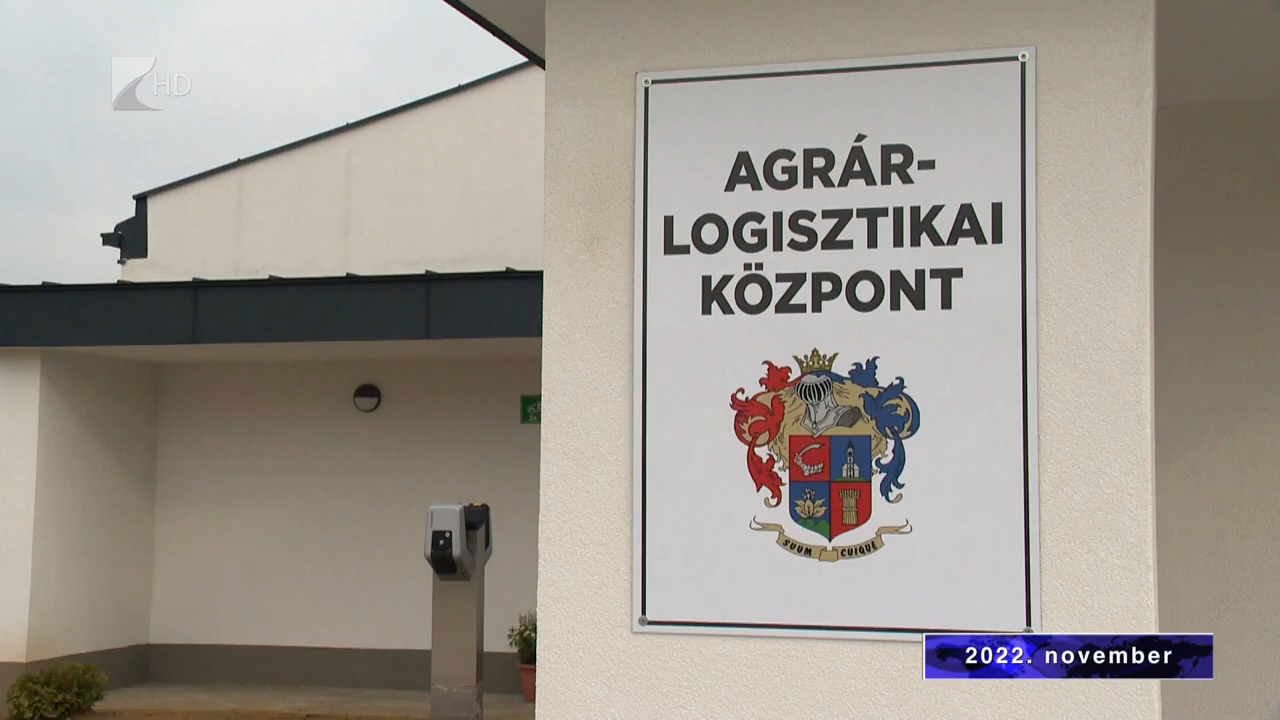 HD
AGRÁR-
LOGISZTIKAI
KÖZPONT
SUUM CUIQUE
2022. november